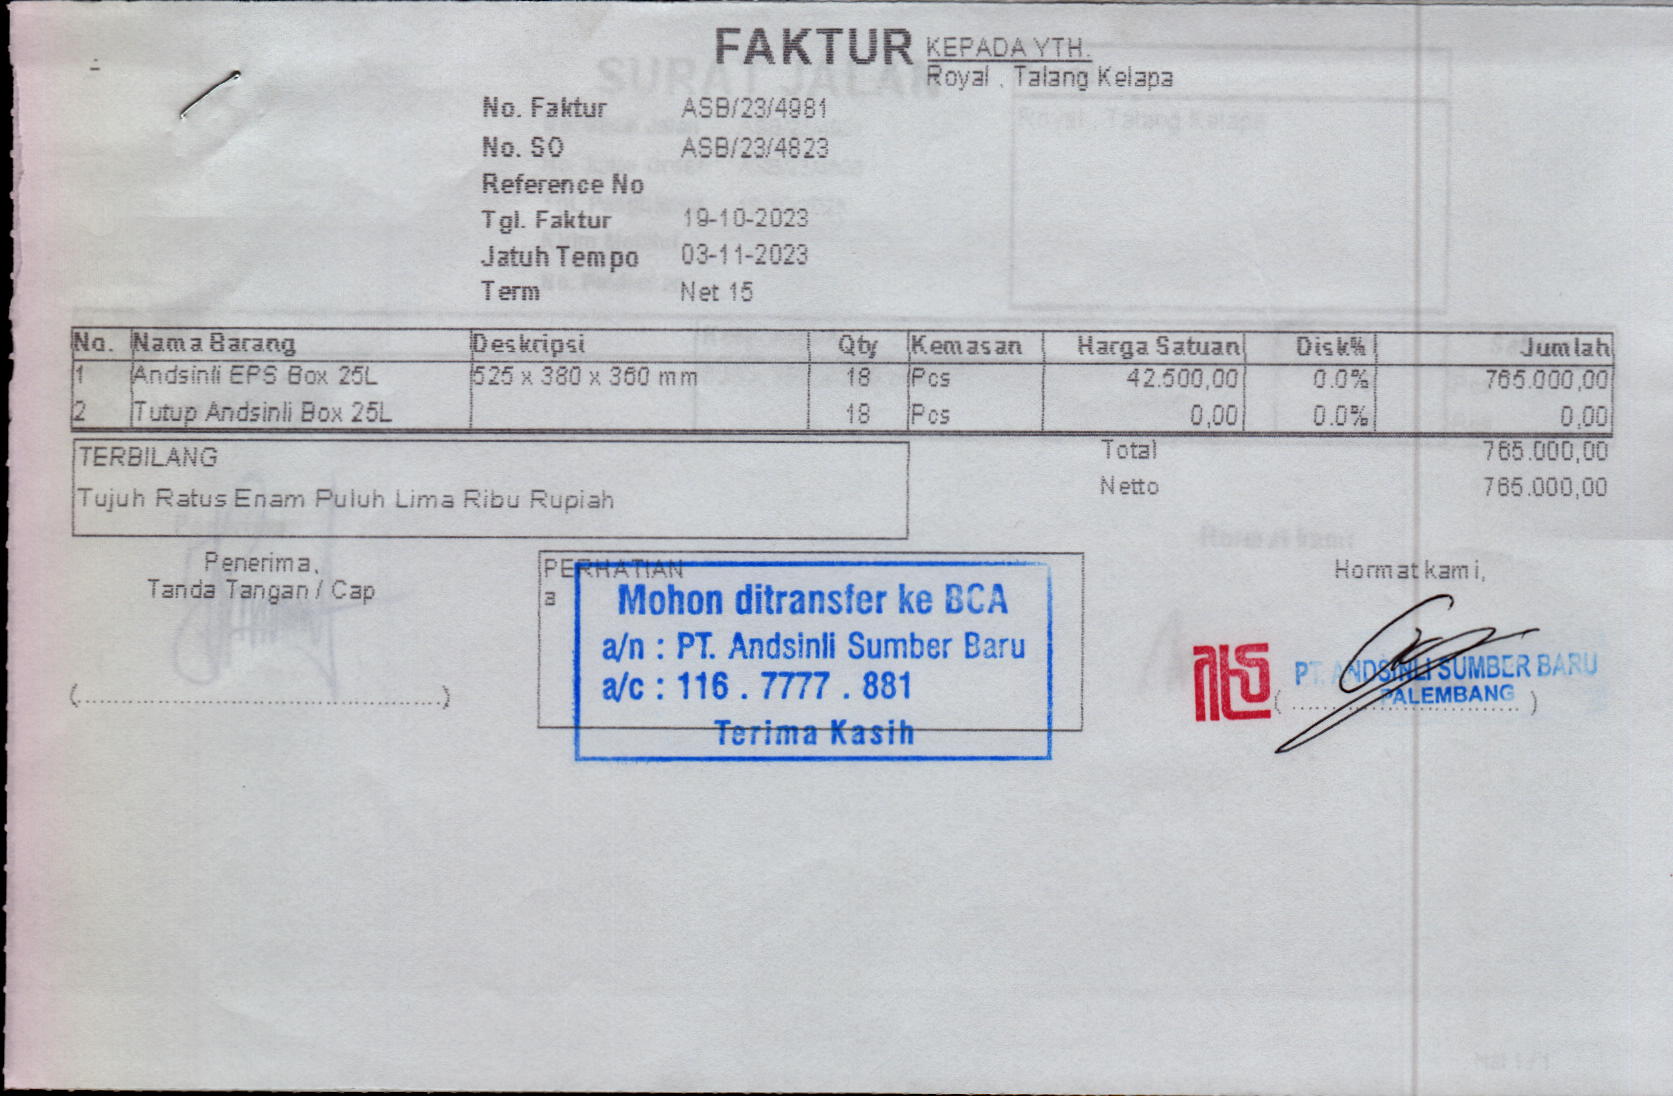 FAKTUR
KEPADA YTH.
Royal , Talang Kelapa
No. Faktur ASB/23/4981
No. SO ASB/23/4823
Reference No
Tgl. Faktur 19-10-2023
Jatuh Tempo 03-11-2023
Term Net 15
No. Nama Barang Deskripsi Qty Kemasan Harga Satuan Disk% Jumlah
1 Andsinli EPS Box 25L 525 x 380 x 360 mm 18 Pcs 42.500,00 0.0% 765.000,00
2 Tutup Andsinli Box 25L 18 Pcs 0,00 0.0% 0,00
Total 765.000,00
Netto 765.000,00
TERBILANG
Tujuh Ratus Enam Puluh Lima Ribu Rupiah
Penerima,
Tanda Tangan / Cap
(........................................)
PERHATIAN
a
Mohon ditransfer ke BCA
a/n : PT. Andsinli Sumber Baru
a/c : 116 . 7777 . 881
Terima Kasih
Hormat kami,
PT. ANDSINLI SUMBER BARU
PALEMBANG